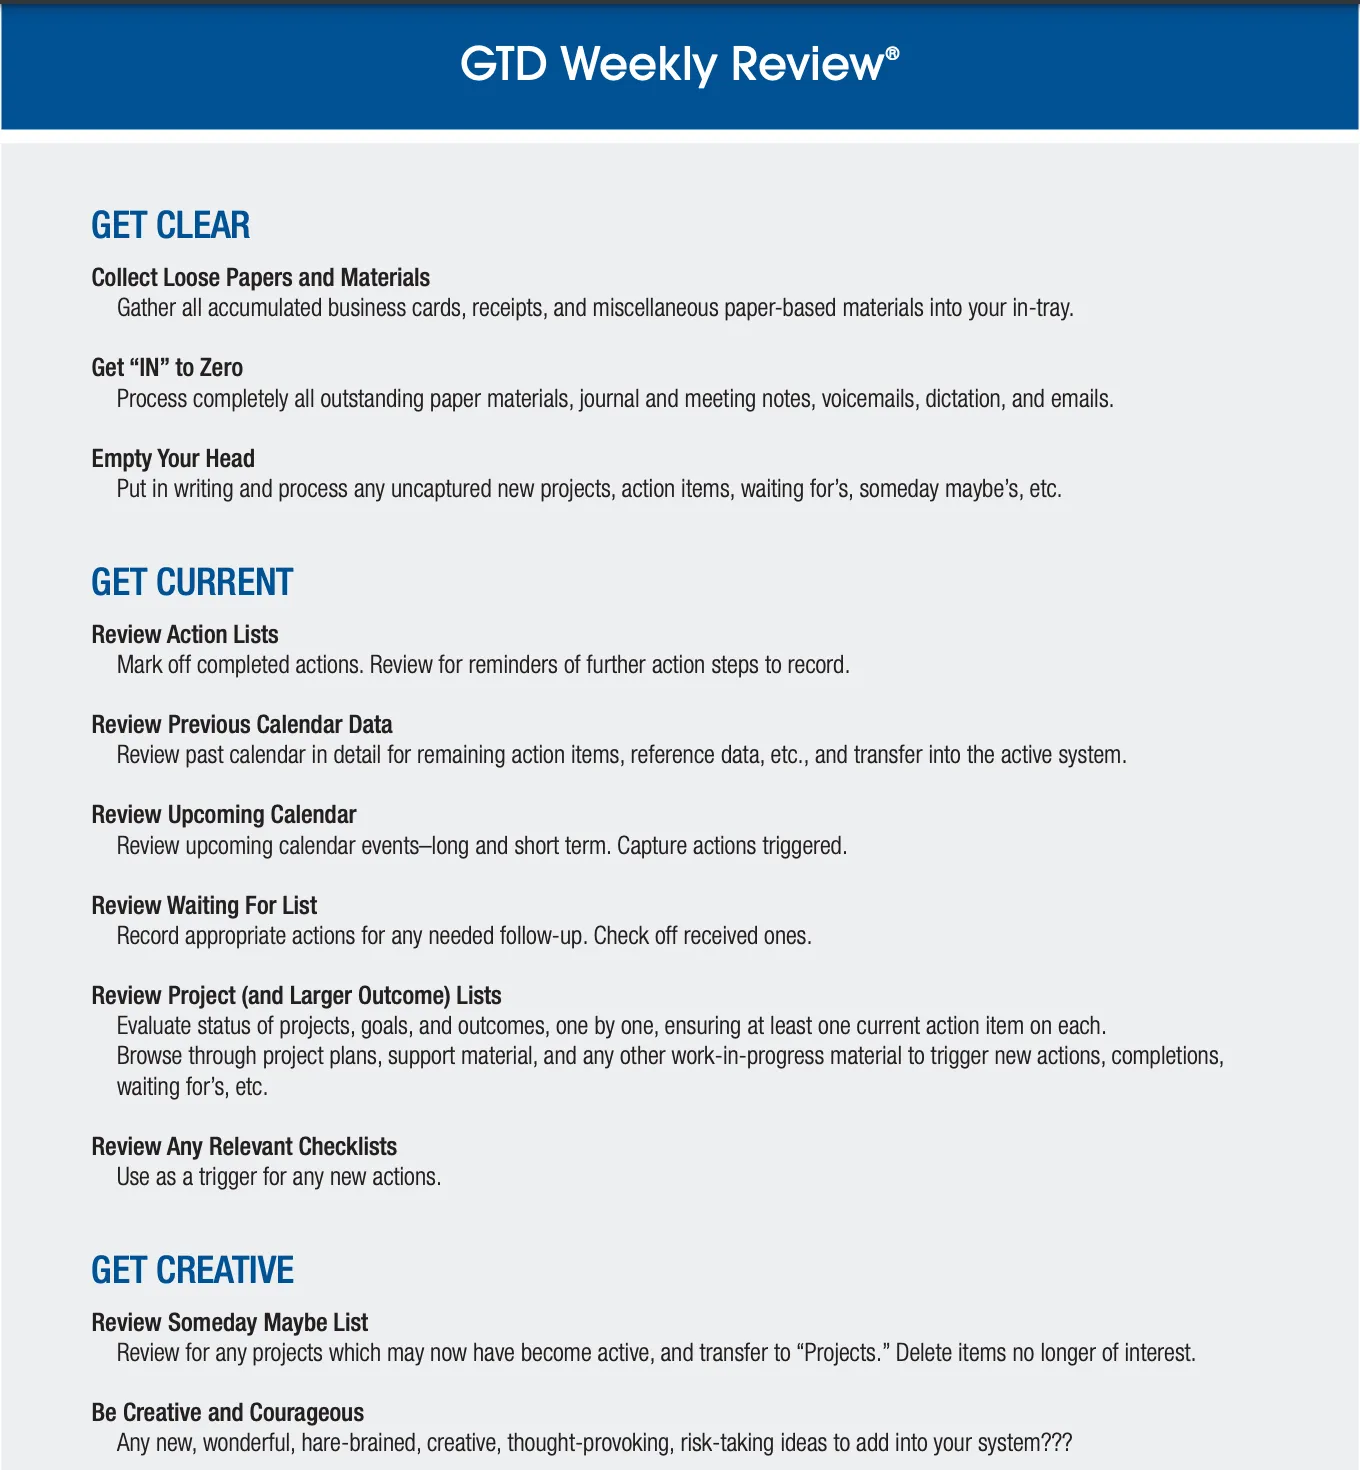 GTD Weekly Review®
GET CLEAR
Collect Loose Papers and Materials
Gather all accumulated business cards, receipts, and miscellaneous paper-based materials into your in-tray.
Get “IN” to Zero
Process completely all outstanding paper materials, journal and meeting notes, voicemails, dictation, and emails.
Empty Your Head
Put in writing and process any uncaptured new projects, action items, waiting for’s, someday maybe’s, etc.
GET CURRENT
Review Action Lists
Mark off completed actions. Review for reminders of further action steps to record.
Review Previous Calendar Data
Review past calendar in detail for remaining action items, reference data, etc., and transfer into the active system.
Review Upcoming Calendar
Review upcoming calendar events–long and short term. Capture actions triggered.
Review Waiting For List
Record appropriate actions for any needed follow-up. Check off received ones.
Review Project (and Larger Outcome) Lists
Evaluate status of projects, goals, and outcomes, one by one, ensuring at least one current action item on each.
Browse through project plans, support material, and any other work-in-progress material to trigger new actions, completions,
waiting for’s, etc.
Review Any Relevant Checklists
Use as a trigger for any new actions.
GET CREATIVE
Review Someday Maybe List
Review for any projects which may now have become active, and transfer to “Projects.” Delete items no longer of interest.
Be Creative and Courageous
Any new, wonderful, hare-brained, creative, thought-provoking, risk-taking ideas to add into your system???